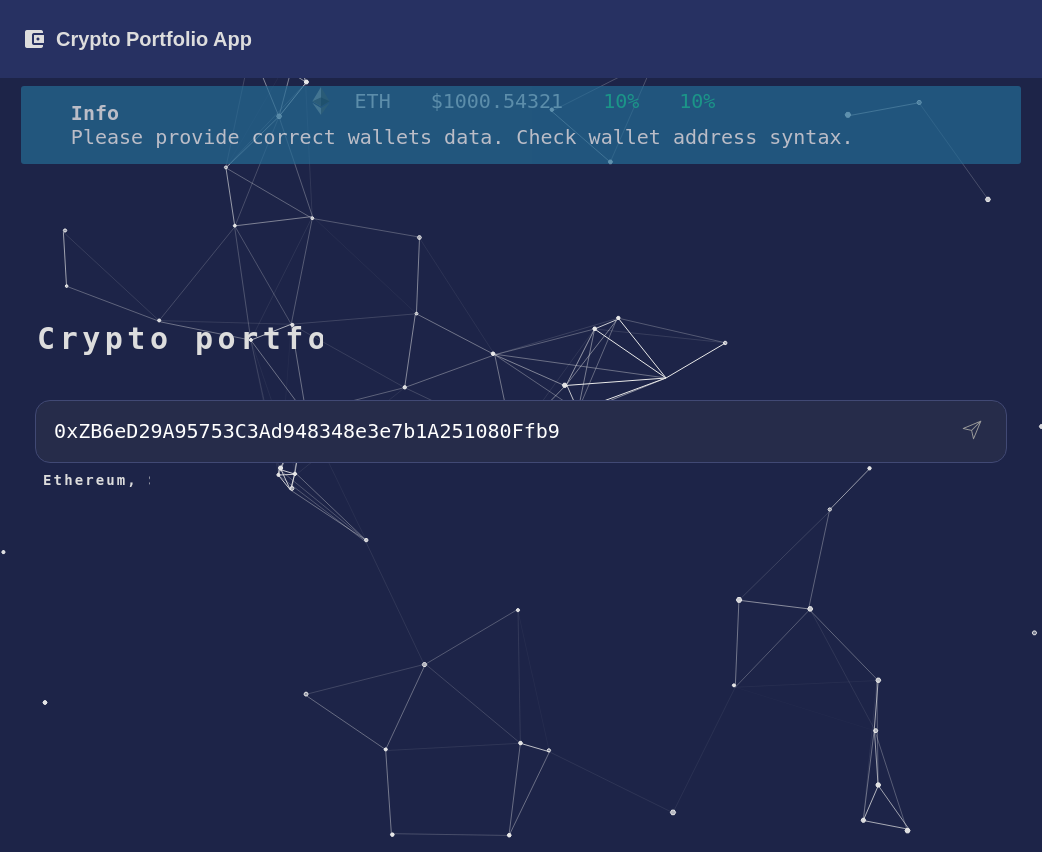 Crypto Portfolio App
ETH $1000.54321 10% 10%
Info
Please provide correct wallets data. Check wallet address syntax.
Crypto portfo
0xZB6eD29A95753C3Ad948348e3e7b1A251080Ffb9
Ethereum,